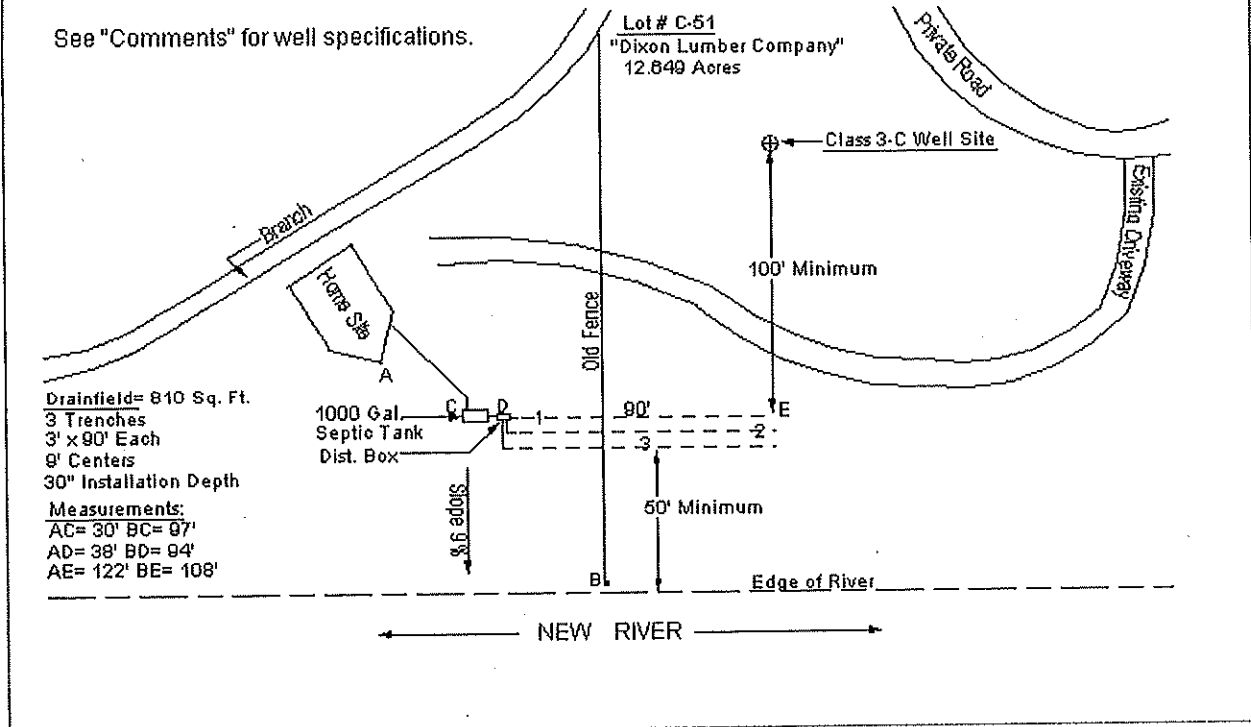 See "Comments" for well specifications.
Lot # C-51
"Dixon Lumber Company"
12.849 Acres
Private Road
Class 3-C Well Site
Existing Driveway
Branch
Home Site
100' Minimum
Old Fence
A
Drainfield= 810 Sq. Ft.
3 Trenches
3' x 90' Each
9' Centers
30" Installation Depth
Measurements:
AC= 30' BC= 97'
AD= 38' BD= 94'
AE= 122' BE= 108'
1000 Gal.
Septic Tank
Dist. Box
C
D
1
90'
E
2
3
Slope 9%
50' Minimum
B
Edge of River
NEW RIVER